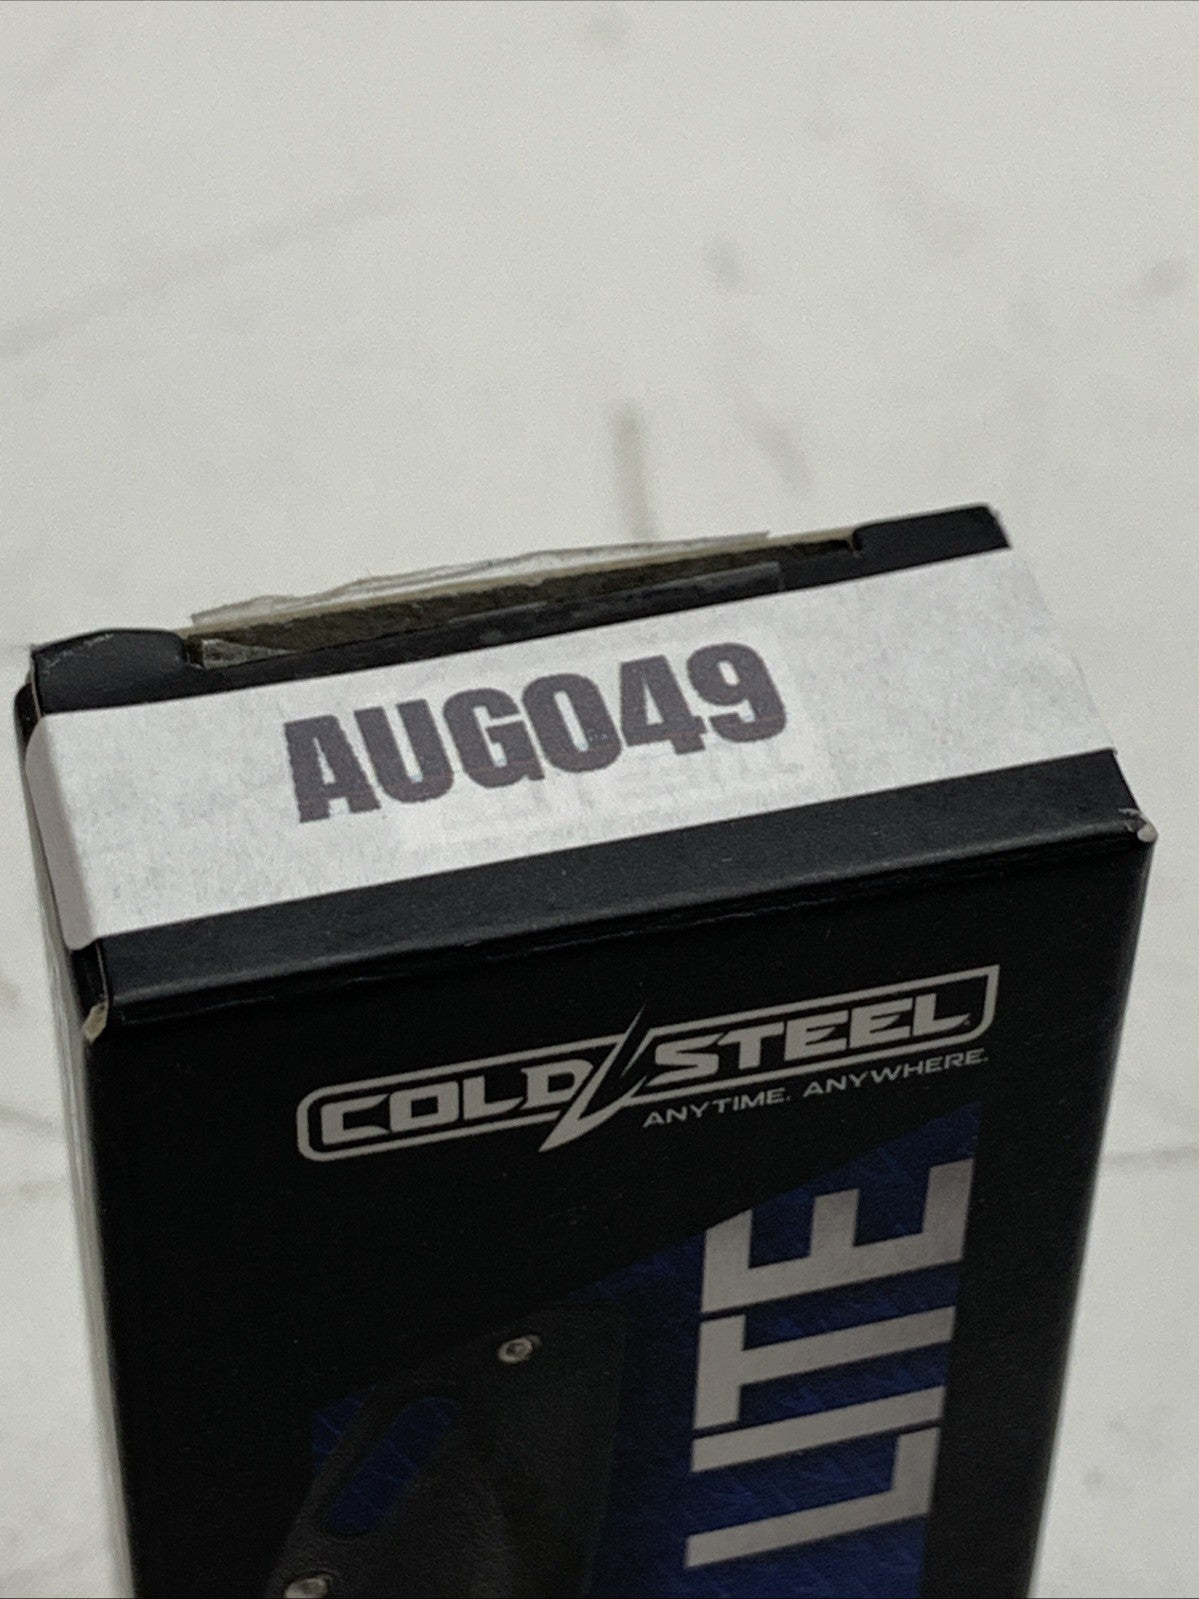 AUG049
COLD STEEL
ANYTIME. ANYWHERE.
LITE